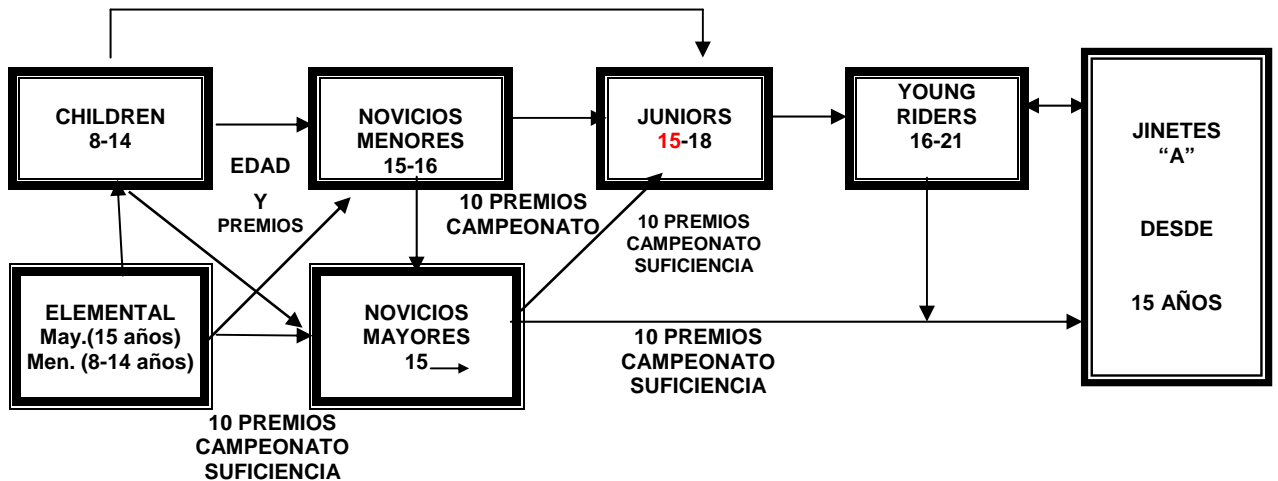 CHILDREN
8-14
EDAD
Y
PREMIOS
NOVICIOS
MENORES
15-16
10 PREMIOS
CAMPEONATO
JUNIORS
15-18
10 PREMIOS
CAMPEONATO
SUFICIENCIA
YOUNG
RIDERS
16-21
JINETES
“A”
DESDE
15 AÑOS
ELEMENTAL
May.(15 años)
Men. (8-14 años)
10 PREMIOS
CAMPEONATO
SUFICIENCIA
NOVICIOS
MAYORES
15
10 PREMIOS
CAMPEONATO
SUFICIENCIA